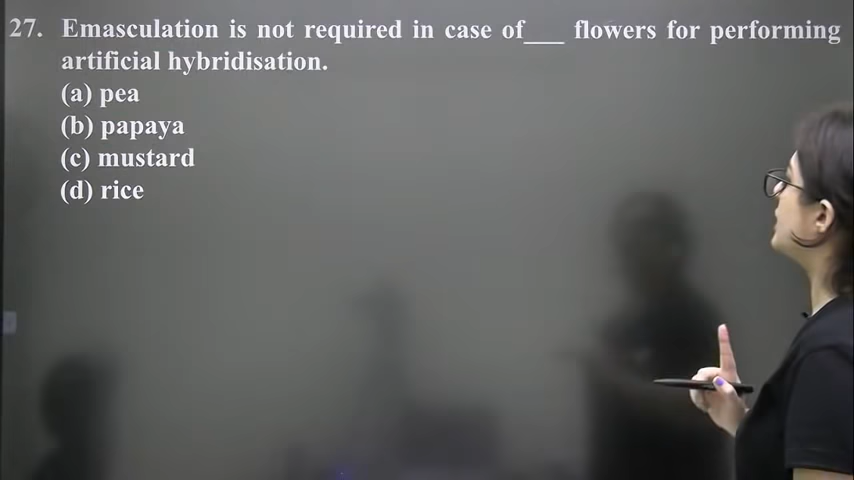 27. Emasculation is not required in case of___ flowers for performing
artificial hybridisation.
(a) pea
(b) papaya
(c) mustard
(d) rice